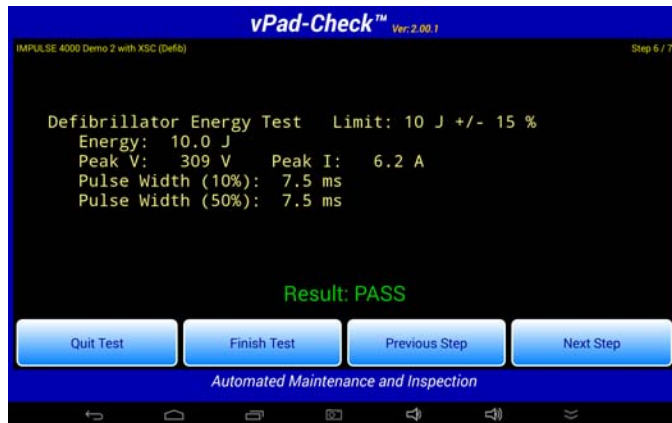 vPad-Check™ Ver: 2.00.1
IMPULSE 4000 Demo 2 with XSC (Defib) Step 6 / 7
Defibrillator Energy Test Limit: 10 J +/- 15 %
Energy: 10.0 J
Peak V: 309 V Peak I: 6.2 A
Pulse Width (10%): 7.5 ms
Pulse Width (50%): 7.5 ms
Result: PASS
Quit Test Finish Test Previous Step Next Step
Automated Maintenance and Inspection